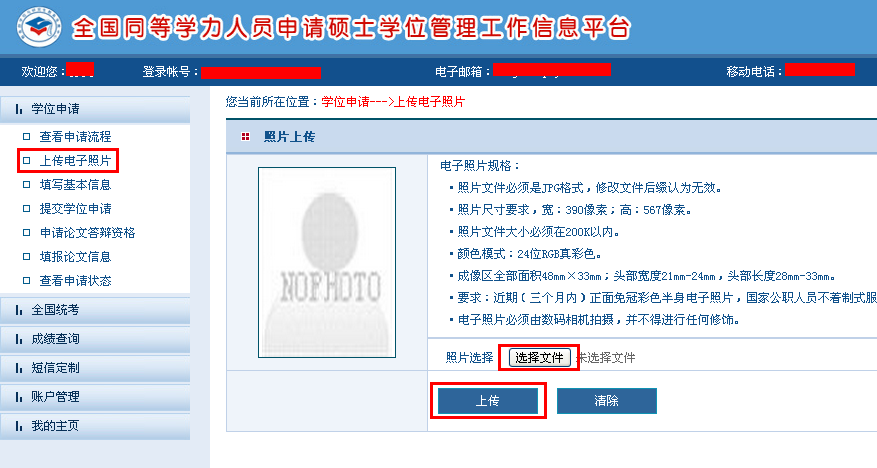 全国同等学力人员申请硕士学位管理工作信息平台
欢迎您： 登录帐号： 电子邮箱： 移动电话：
您当前所在位置：学位申请--->上传电子照片
学位申请
查看申请流程
上传电子照片
填写基本信息
提交学位申请
申请论文答辩资格
填报论文信息
查看申请状态
全国统考
成绩查询
短信定制
账户管理
我的主页
照片上传
NOPHOTO
电子照片规格：
·照片文件必须是JPG格式，修改文件后缀认为无效。
·照片尺寸要求，宽：390像素；高：567像素。
·照片文件大小必须在200K以内。
·颜色模式：24位RGB真彩色。
·成像区全部面积48mm×33mm；头部宽度21mm-24mm，头部长度28mm-33mm。
·要求：近期（三个月内）正面免冠彩色半身电子照片，国家公职人员不着制式服
·电子照片必须由数码相机拍摄，并不得进行任何修饰。
照片选择 选择文件 未选择文件
上传 清除